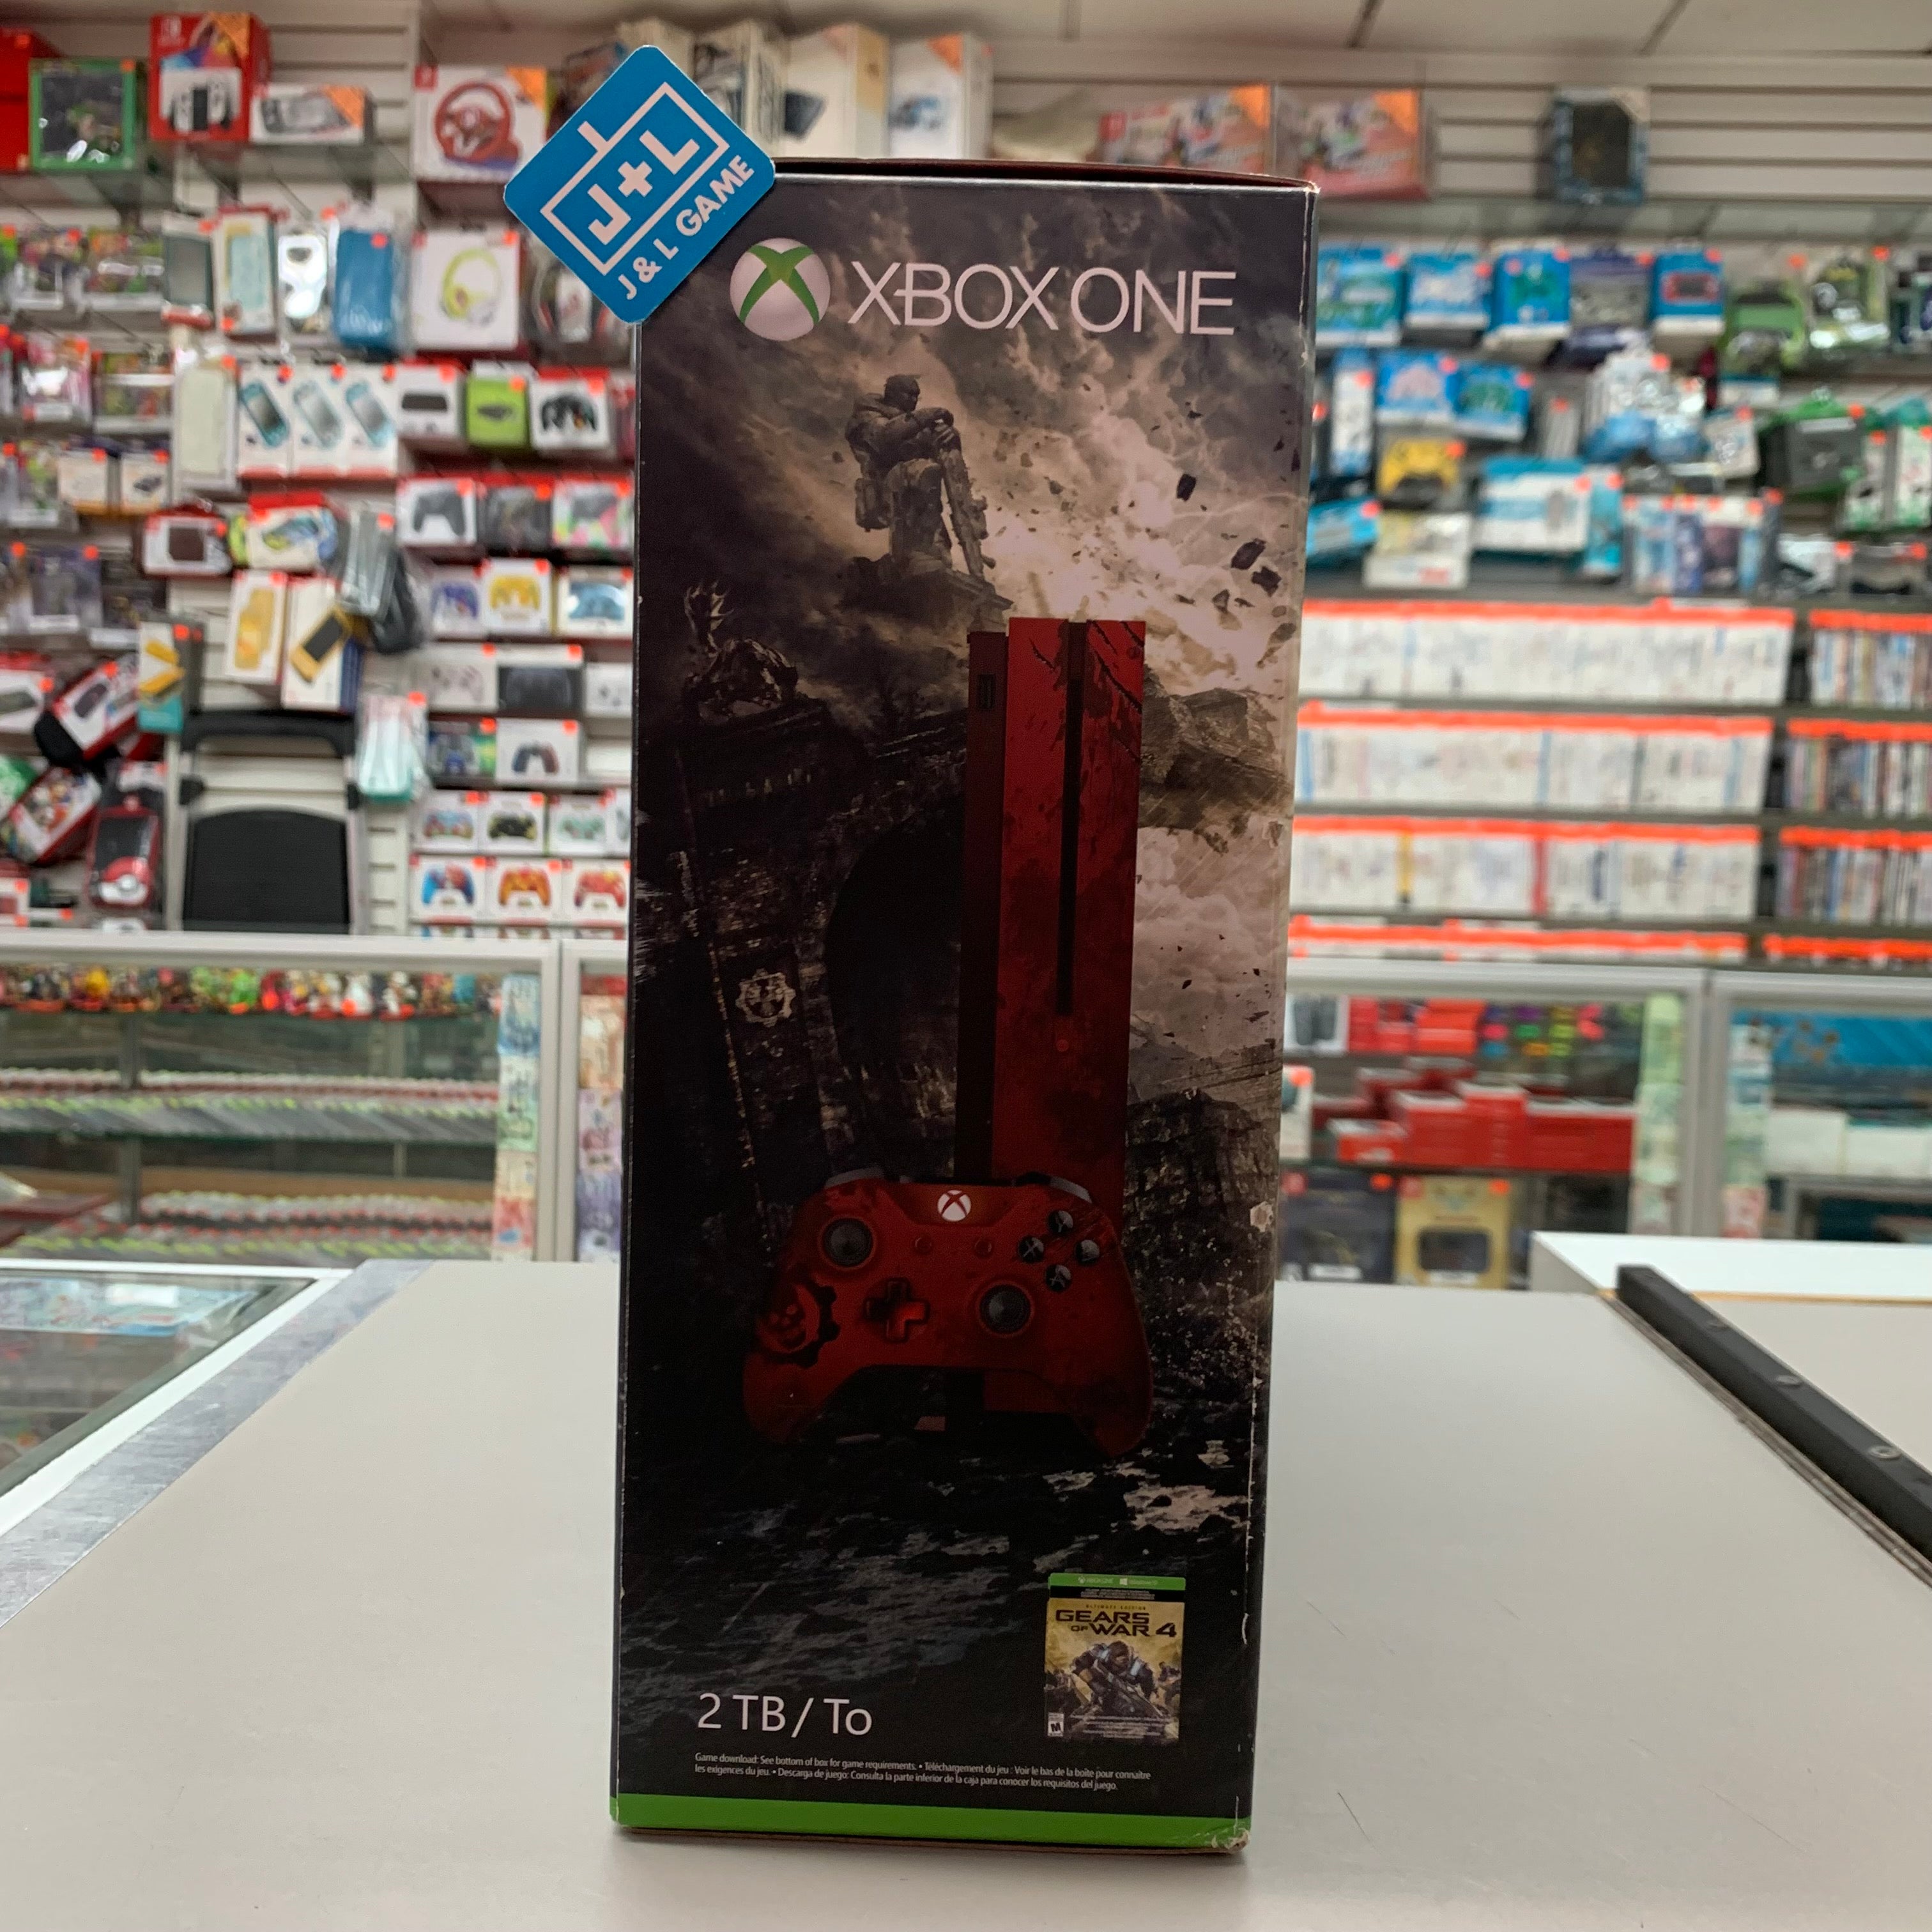 J+L
J & L GAME
XBOX ONE
ULTIMATE EDITION
GEARS
OF WAR 4
M
2 TB / To
Game download: See bottom of box for game requirements. • Téléchargement du jeu : Voir le bas de la boîte pour connaître
les exigences du jeu. • Descarga de juego: Consulta la parte inferior de la caja para conocer los requisitos del juego.